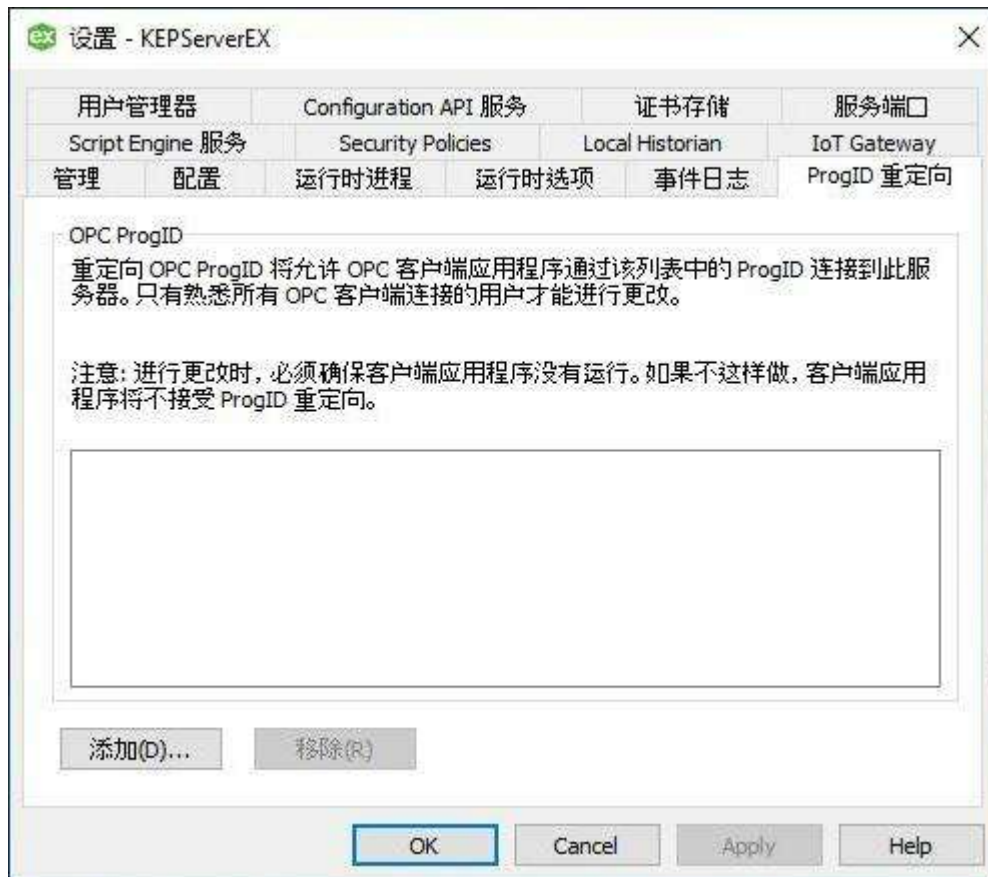 设置 - KEPServerEX
用户管理器 Configuration API 服务 证书存储 服务端口
Script Engine 服务 Security Policies Local Historian IoT Gateway
管理 配置 运行时进程 运行时选项 事件日志 ProgID 重定向
OPC ProgID
重定向 OPC ProgID 将允许 OPC 客户端应用程序通过该列表中的 ProgID 连接到此服
务器。只有熟悉所有 OPC 客户端连接的用户才能进行更改。
注意: 进行更改时, 必须确保客户端应用程序没有运行。如果不这样做, 客户端应用
程序将不接受 ProgID 重定向。
添加(D)... 移除(R)
OK Cancel Apply Help